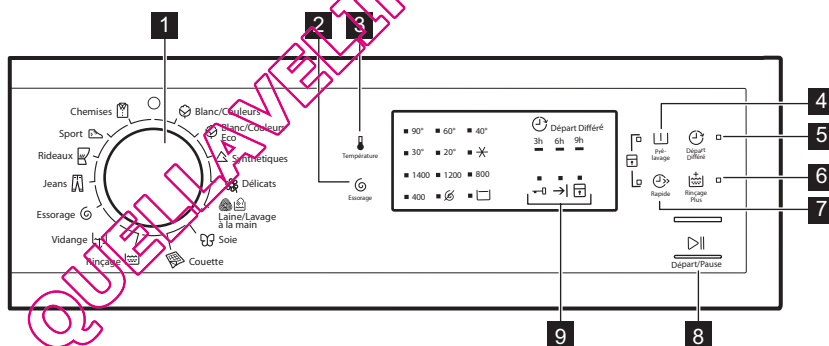 1
2
3
4
5
6
7
8
9
Chemises
Sport
Rideaux
Jeans
Essorage
Vidange
Rinçage
Blanc/Couleurs
Blanc/Couleurs
Eco
Synthétiques
Délicats
Laine/Lavage
à la main
Soie
Couette
Température
Essorage
90° 60° 40°
30° 20°
1400 1200 800
400
Départ Différé
3h 6h 9h
Pré-
lavage
Départ
Différé
Rapide
Rinçage
Plus
Départ/Pause
QUELLAVELI